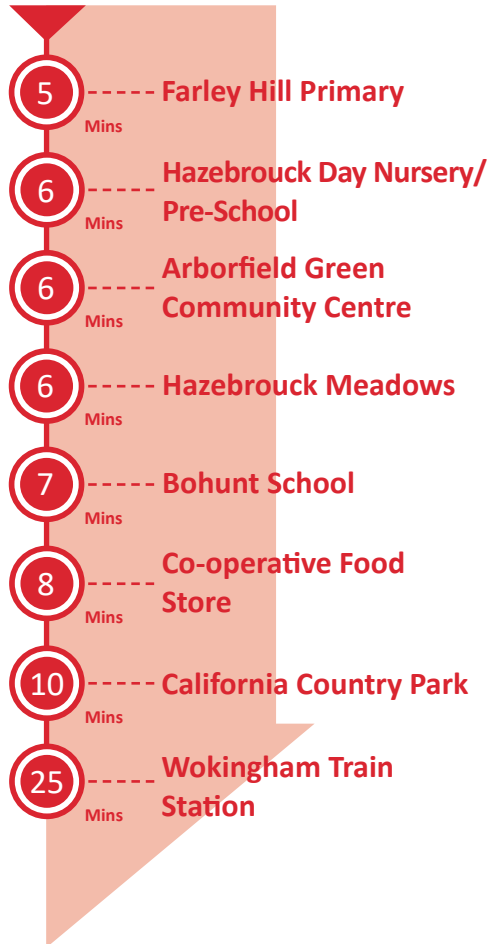 5
Mins
Farley Hill Primary
6
Mins
Hazebrouck Day Nursery/
Pre-School
6
Mins
Arborfield Green
Community Centre
6
Mins
Hazebrouck Meadows
7
Mins
Bohunt School
8
Mins
Co-operative Food
Store
10
Mins
California Country Park
25
Mins
Wokingham Train
Station